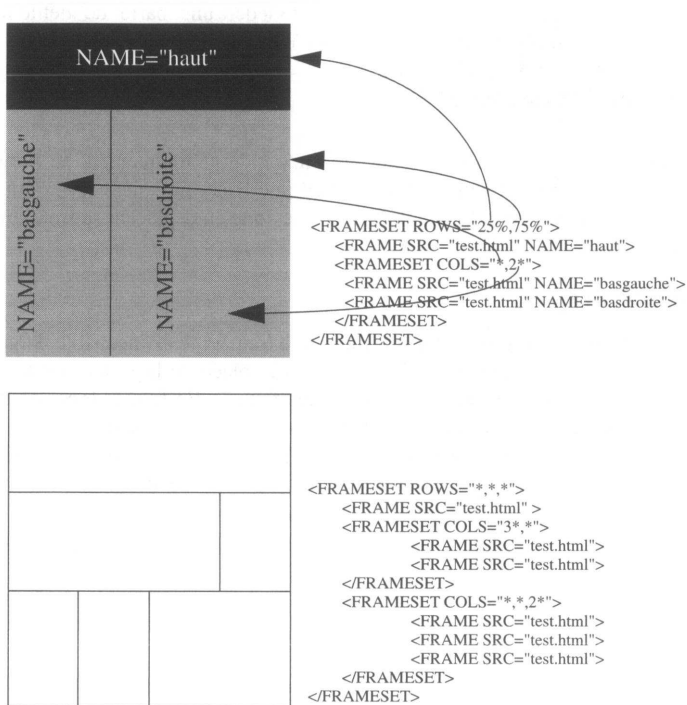 NAME="haut"
NAME="basgauche"
NAME="basdroite"
<FRAMESET ROWS="25%,75%">
<FRAME SRC="test.html" NAME="haut">
<FRAMESET COLS="*,2*">
<FRAME SRC="test.html" NAME="basgauche">
<FRAME SRC="test.html" NAME="basdroite">
</FRAMESET>
</FRAMESET>
<FRAMESET ROWS="*,*,*">
<FRAME SRC="test.html" >
<FRAMESET COLS="3*,*">
<FRAME SRC="test.html">
<FRAME SRC="test.html">
</FRAMESET>
<FRAMESET COLS="*,*,2*">
<FRAME SRC="test.html">
<FRAME SRC="test.html">
<FRAME SRC="test.html">
</FRAMESET>
</FRAMESET>